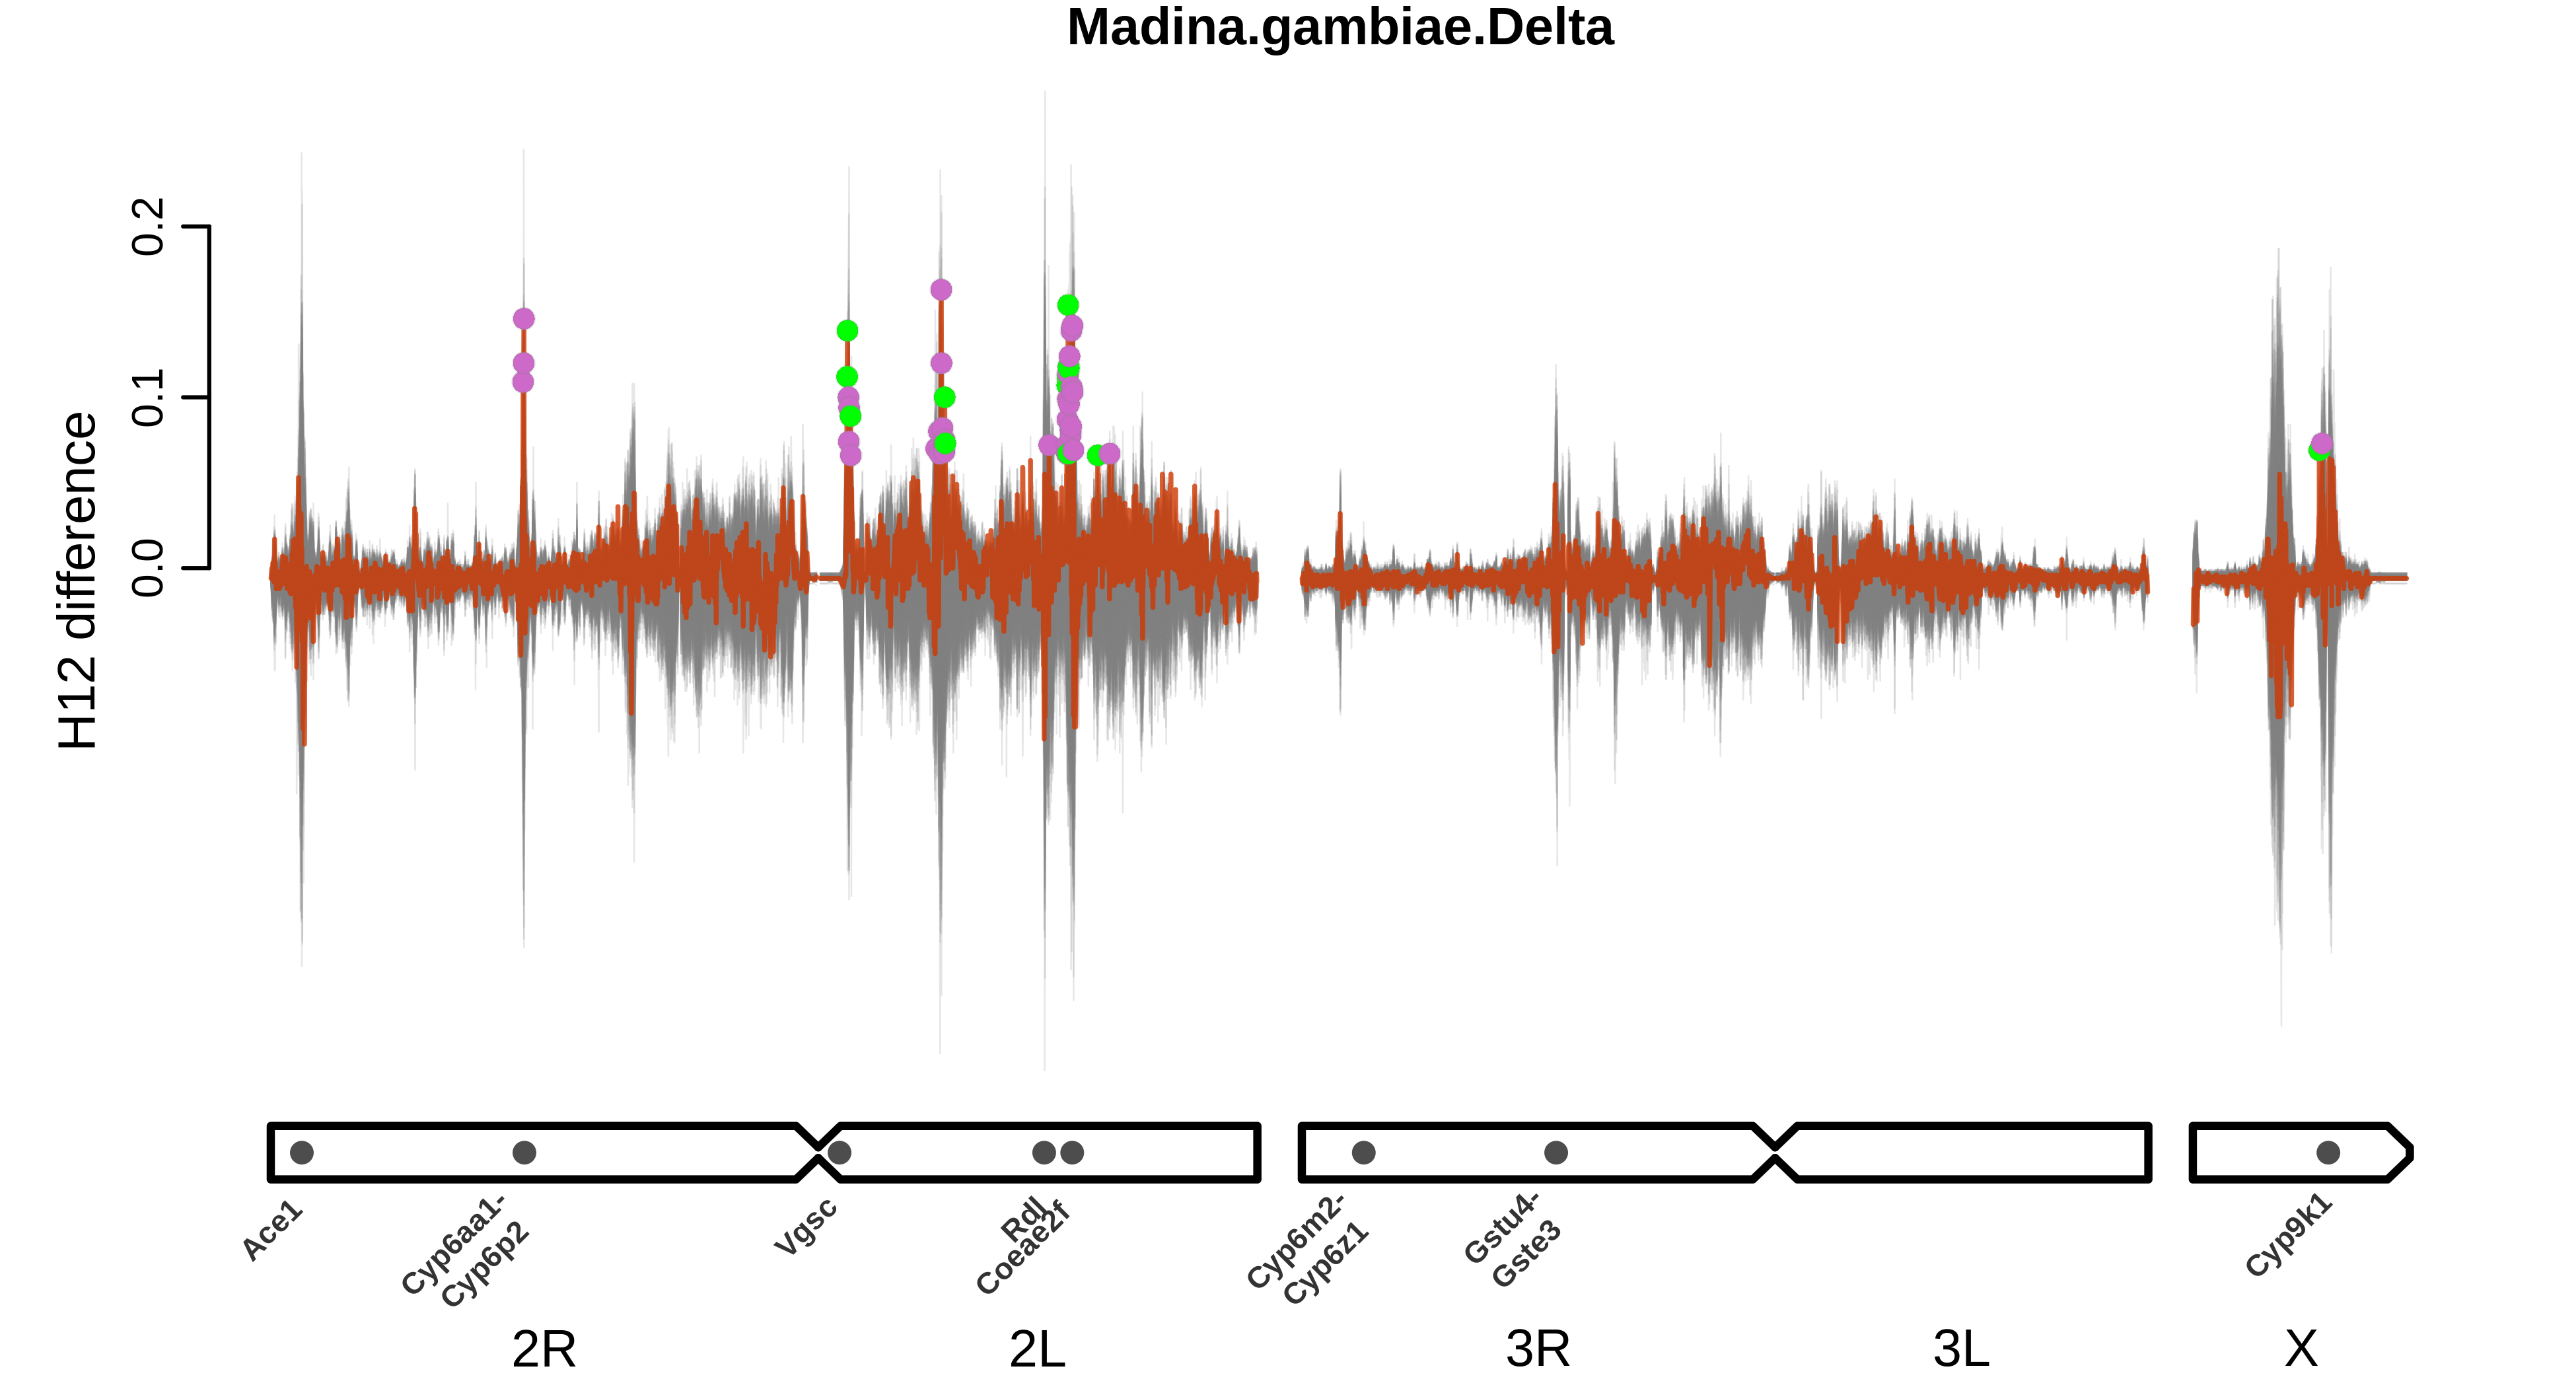 Madina.gambiae.Delta
H12 difference
0.2
0.1
0.0
Ace1
Cyp6aa1-
Cyp6p2
Vgsc
Rdl
Coeae2f
Cyp6m2-
Cyp6z1
Gstu4-
Gste3
Cyp9k1
2R
2L
3R
3L
X